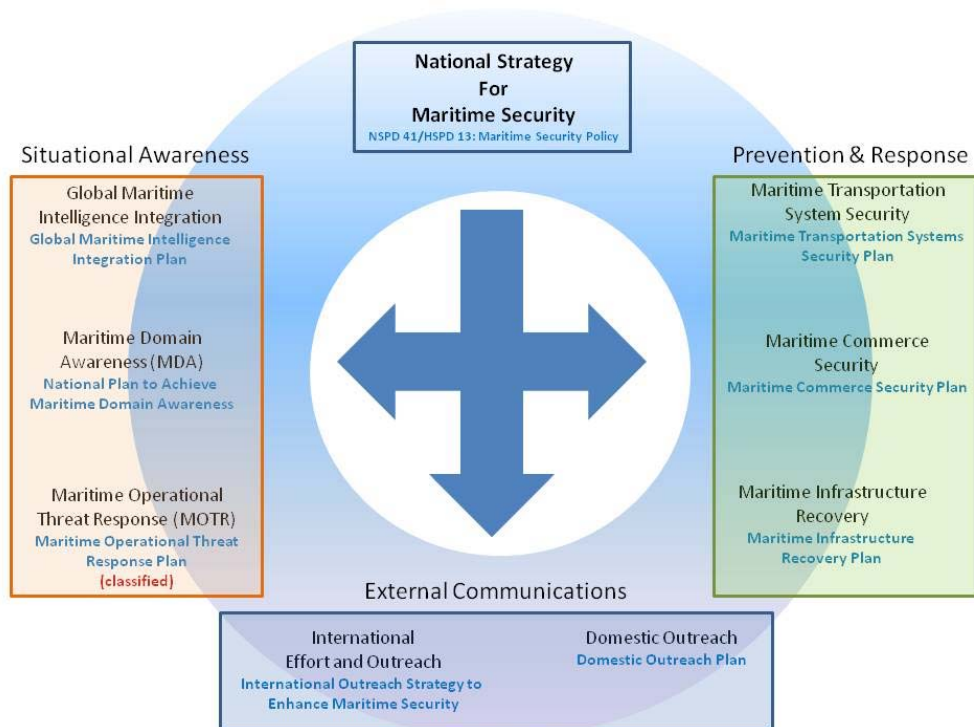 National Strategy
For
Maritime Security
NSPD 41/HSPD 13: Maritime Security Policy
Situational Awareness
Global Maritime
Intelligence Integration
Global Maritime Intelligence
Integration Plan
Maritime Domain
Awareness (MDA)
National Plan to Achieve
Maritime Domain Awareness
Maritime Operational
Threat Response (MOTR)
Maritime Operational Threat
Response Plan
(classified)
Prevention & Response
Maritime Transportation
System Security
Maritime Transportation Systems
Security Plan
Maritime Commerce
Security
Maritime Commerce Security Plan
Maritime Infrastructure
Recovery
Maritime Infrastructure
Recovery Plan
External Communications
International
Effort and Outreach
International Outreach Strategy to
Enhance Maritime Security
Domestic Outreach
Domestic Outreach Plan